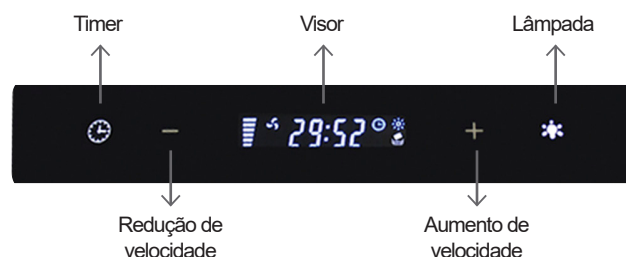 Timer
Visor
Lâmpada
29:52
Redução de
velocidade
Aumento de
velocidade